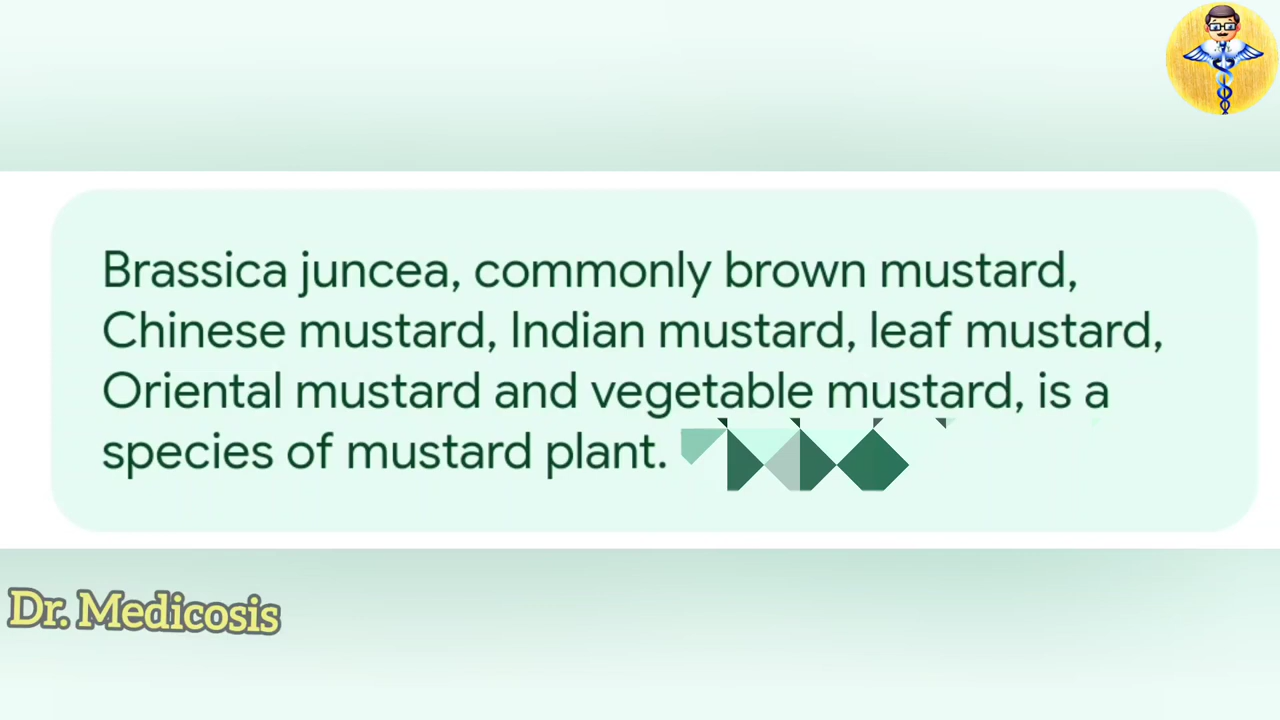 Brassica juncea, commonly brown mustard,
Chinese mustard, Indian mustard, leaf mustard,
Oriental mustard and vegetable mustard, is a
species of mustard plant.
Dr. Medicosis